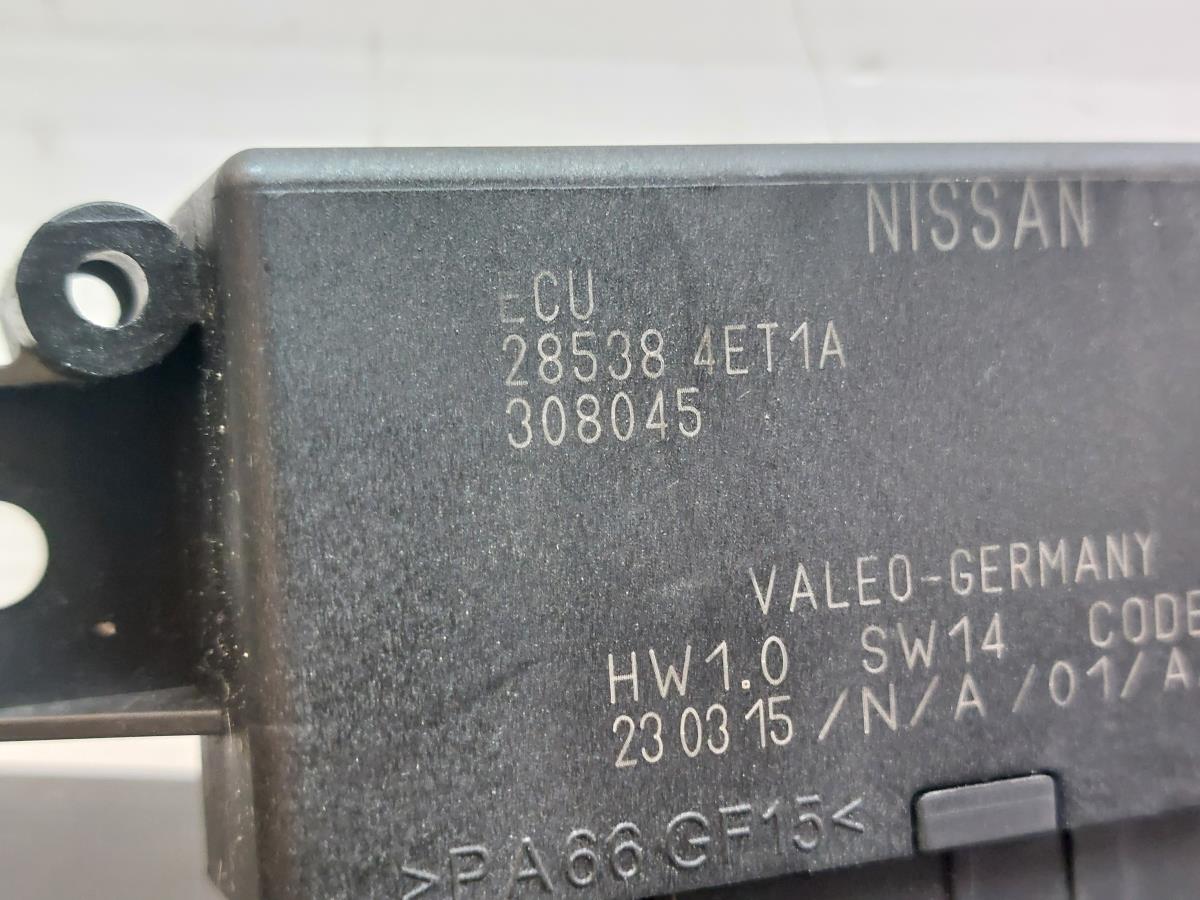 NISSAN
ECU
28538 4ET1A
308045
VALEO-GERMANY
HW1.0 SW14 CODE
23 03 15 /N/A /01/A
>PA66 GF15<